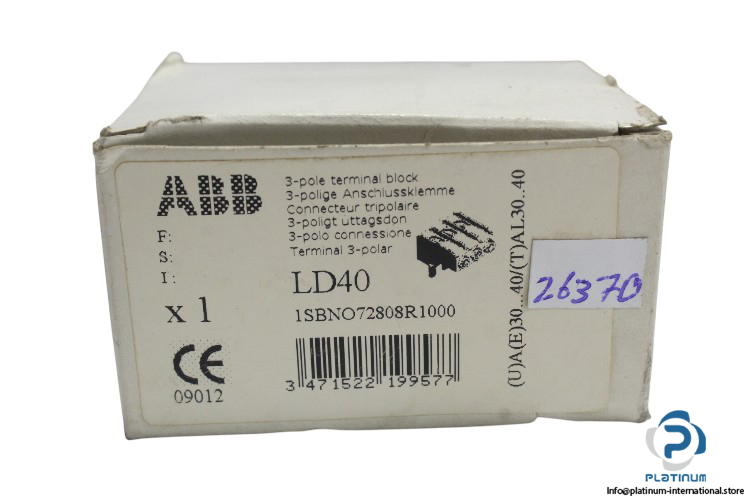 ABB
3-pole terminal block
3-polige Anschlussklemme
Connecteur tripolaire
3-poligt uttagsdon
3-polo connessione
Terminal 3-polar
F:
S:
I:
LD40
x 1
1SBNO72808R1000
CE
09012
3 471522 199577
(U)A(E)30...40/(T)AL30..40
26370
PLATINUM
Info@platinum-international.store